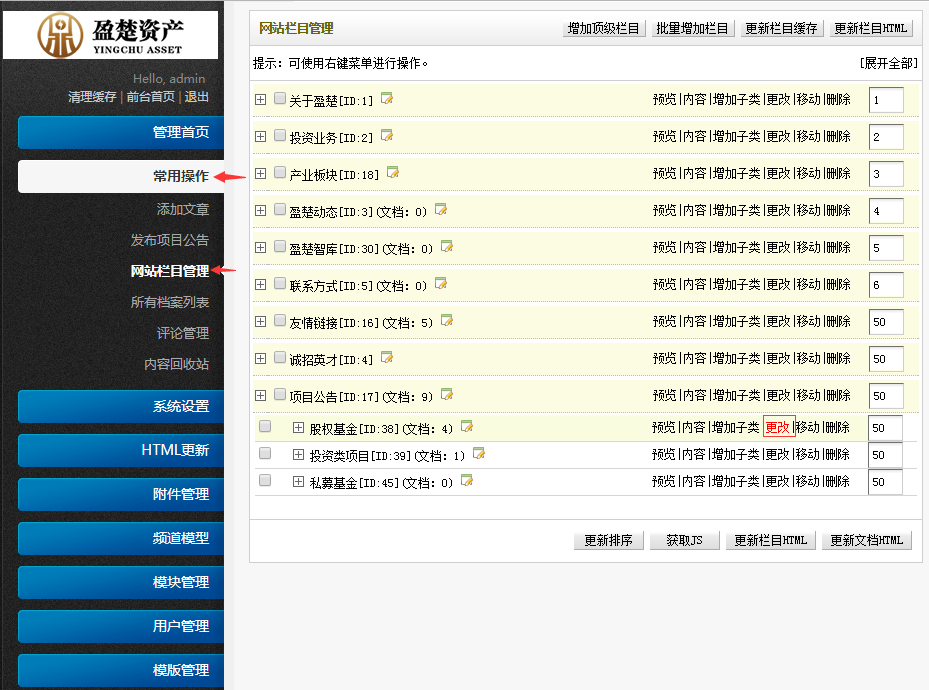 盈楚资产
YINGCHU ASSET
Hello, admin
清理缓存 | 前台首页 | 退出
管理首页
常用操作
添加文章
发布项目公告
网站栏目管理
所有档案列表
评论管理
内容回收站
系统设置
HTML更新
附件管理
频道模型
模块管理
用户管理
模版管理
网站栏目管理 增加顶级栏目 批量增加栏目 更新栏目缓存 更新栏目HTML
提示：可使用右键菜单进行操作。 [展开全部]
关于盈楚[ID:1] 预览|内容|增加子类|更改|移动|删除 1
投资业务[ID:2] 预览|内容|增加子类|更改|移动|删除 2
产业板块[ID:18] 预览|内容|增加子类|更改|移动|删除 3
盈楚动态[ID:3](文档：0) 预览|内容|增加子类|更改|移动|删除 4
盈楚智库[ID:30](文档：0) 预览|内容|增加子类|更改|移动|删除 5
联系方式[ID:5](文档：0) 预览|内容|增加子类|更改|移动|删除 6
友情链接[ID:16](文档：5) 预览|内容|增加子类|更改|移动|删除 50
诚招英才[ID:4] 预览|内容|增加子类|更改|移动|删除 50
项目公告[ID:17](文档：9) 预览|内容|增加子类|更改|移动|删除 50
股权基金[ID:38](文档：4) 预览|内容|增加子类|更改|移动|删除 50
投资类项目[ID:39](文档：1) 预览|内容|增加子类|更改|移动|删除 50
私募基金[ID:45](文档：0) 预览|内容|增加子类|更改|移动|删除 50
更新排序 获取JS 更新栏目HTML 更新文档HTML